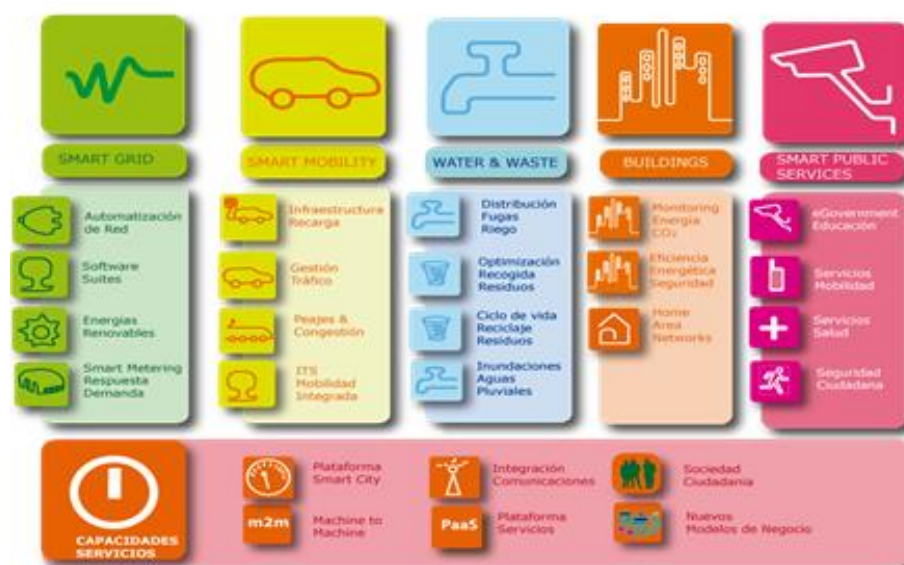 SMART GRID
Automatización
de Red
Software
Suites
Energías
Renovables
Smart Metering
Respuesta
Demanda
SMART MOBILITY
Infraestructura
Recarga
Gestión
Tráfico
Peajes &
Congestión
ITS
Mobilidad
Integrada
WATER & WASTE
Distribución
Fugas
Riego
Optimización
Recogida
Residuos
Ciclo de vida
Reciclaje
Residuos
Inundaciones
Aguas
Pluviales
BUILDINGS
Monitoring
Energía
CO₂
Eficiencia
Energética
Seguridad
Home
Area
Networks
SMART PUBLIC
SERVICES
eGovernment
Educación
Servicios
Mobilidad
Servicios
Salud
Seguridad
Ciudadana
CAPACIDADES
SERVICIOS
Plataforma
Smart City
m2m
Machine to
Machine
Integración
Comunicaciones
PaaS
Plataforma
Servicios
Sociedad
Ciudadania
Nuevos
Modelos de Negocio